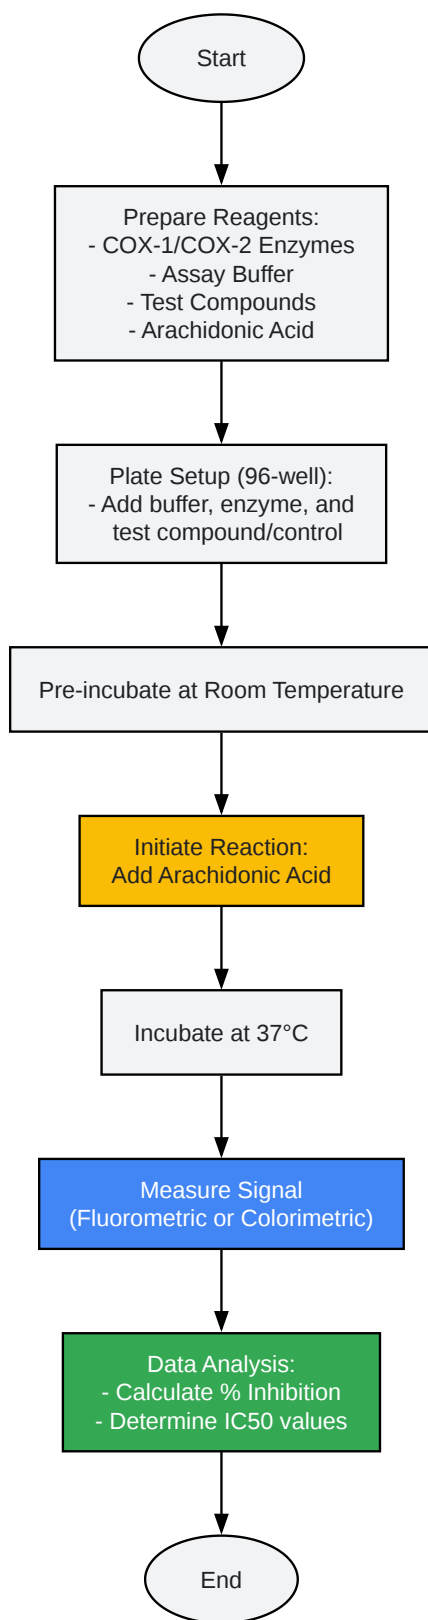 Start
Prepare Reagents:
- COX-1/COX-2 Enzymes
- Assay Buffer
- Test Compounds
- Arachidonic Acid
Plate Setup (96-well):
- Add buffer, enzyme, and
test compound/control
Pre-incubate at Room Temperature
Initiate Reaction:
Add Arachidonic Acid
Incubate at 37°C
Measure Signal
(Fluorometric or Colorimetric)
Data Analysis:
- Calculate % Inhibition
- Determine IC50 values
End